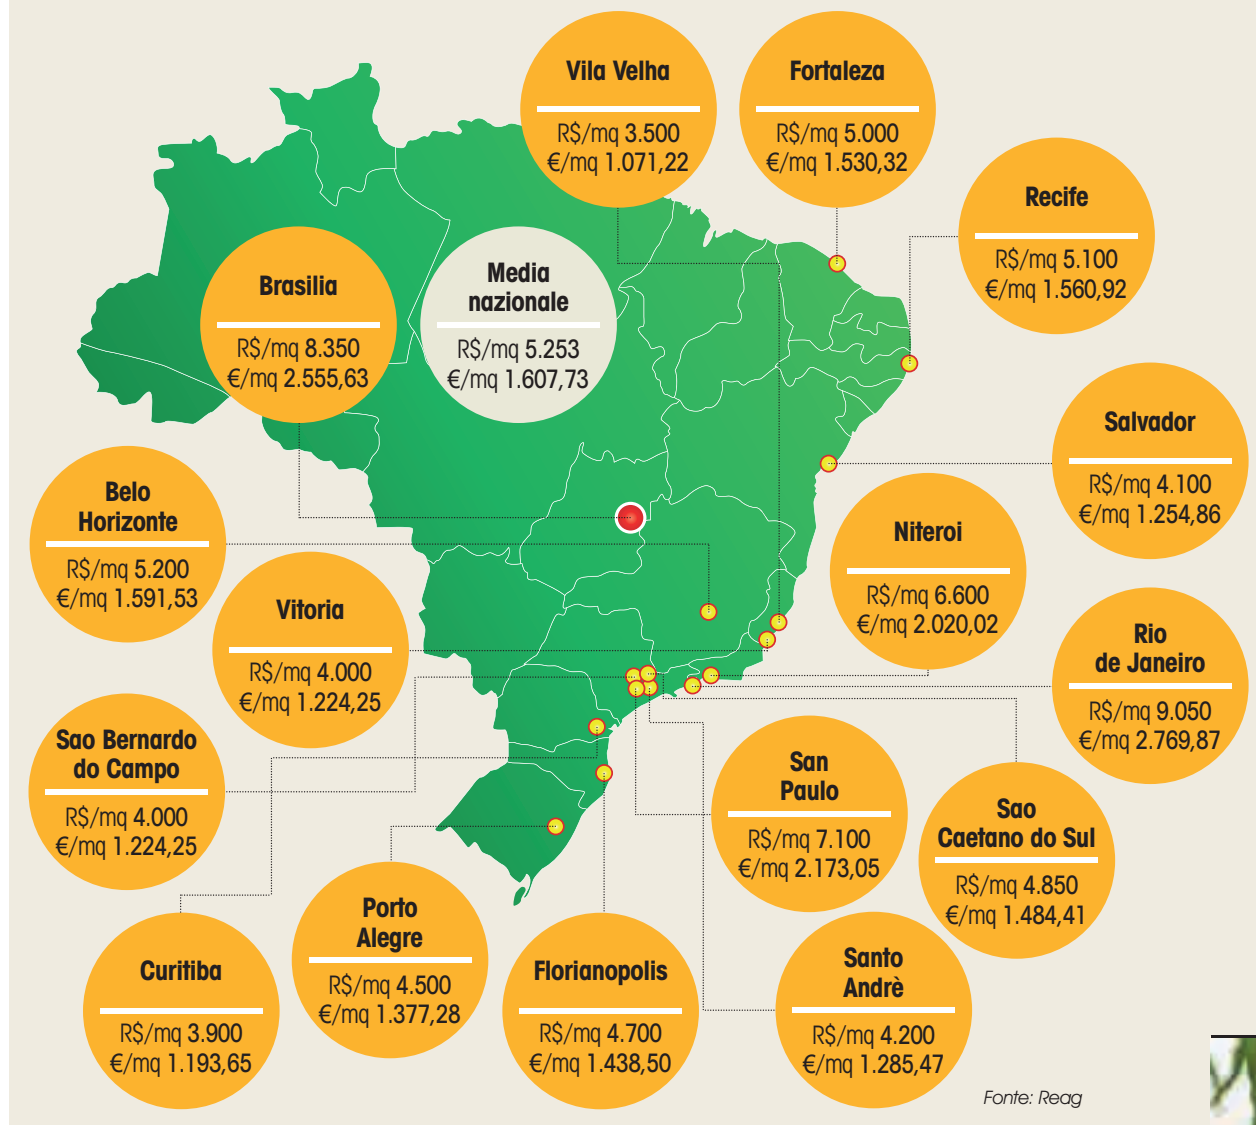 Vila Velha
R$/mq 3.500
€/mq 1.071,22
Fortaleza
R$/mq 5.000
€/mq 1.530,32
Recife
R$/mq 5.100
€/mq 1.560,92
Brasilia
R$/mq 8.350
€/mq 2.555,63
Media
nazionale
R$/mq 5.253
€/mq 1.607,73
Salvador
R$/mq 4.100
€/mq 1.254,86
Belo
Horizonte
R$/mq 5.200
€/mq 1.591,53
Niteroi
R$/mq 6.600
€/mq 2.020,02
Vitoria
R$/mq 4.000
€/mq 1.224,25
Rio
de Janeiro
R$/mq 9.050
€/mq 2.769,87
Sao Bernardo
do Campo
R$/mq 4.000
€/mq 1.224,25
San
Paulo
R$/mq 7.100
€/mq 2.173,05
Sao
Caetano do Sul
R$/mq 4.850
€/mq 1.484,41
Porto
Alegre
R$/mq 4.500
€/mq 1.377,28
Curitiba
R$/mq 3.900
€/mq 1.193,65
Florianopolis
R$/mq 4.700
€/mq 1.438,50
Santo
Andrè
R$/mq 4.200
€/mq 1.285,47
Fonte: Reag